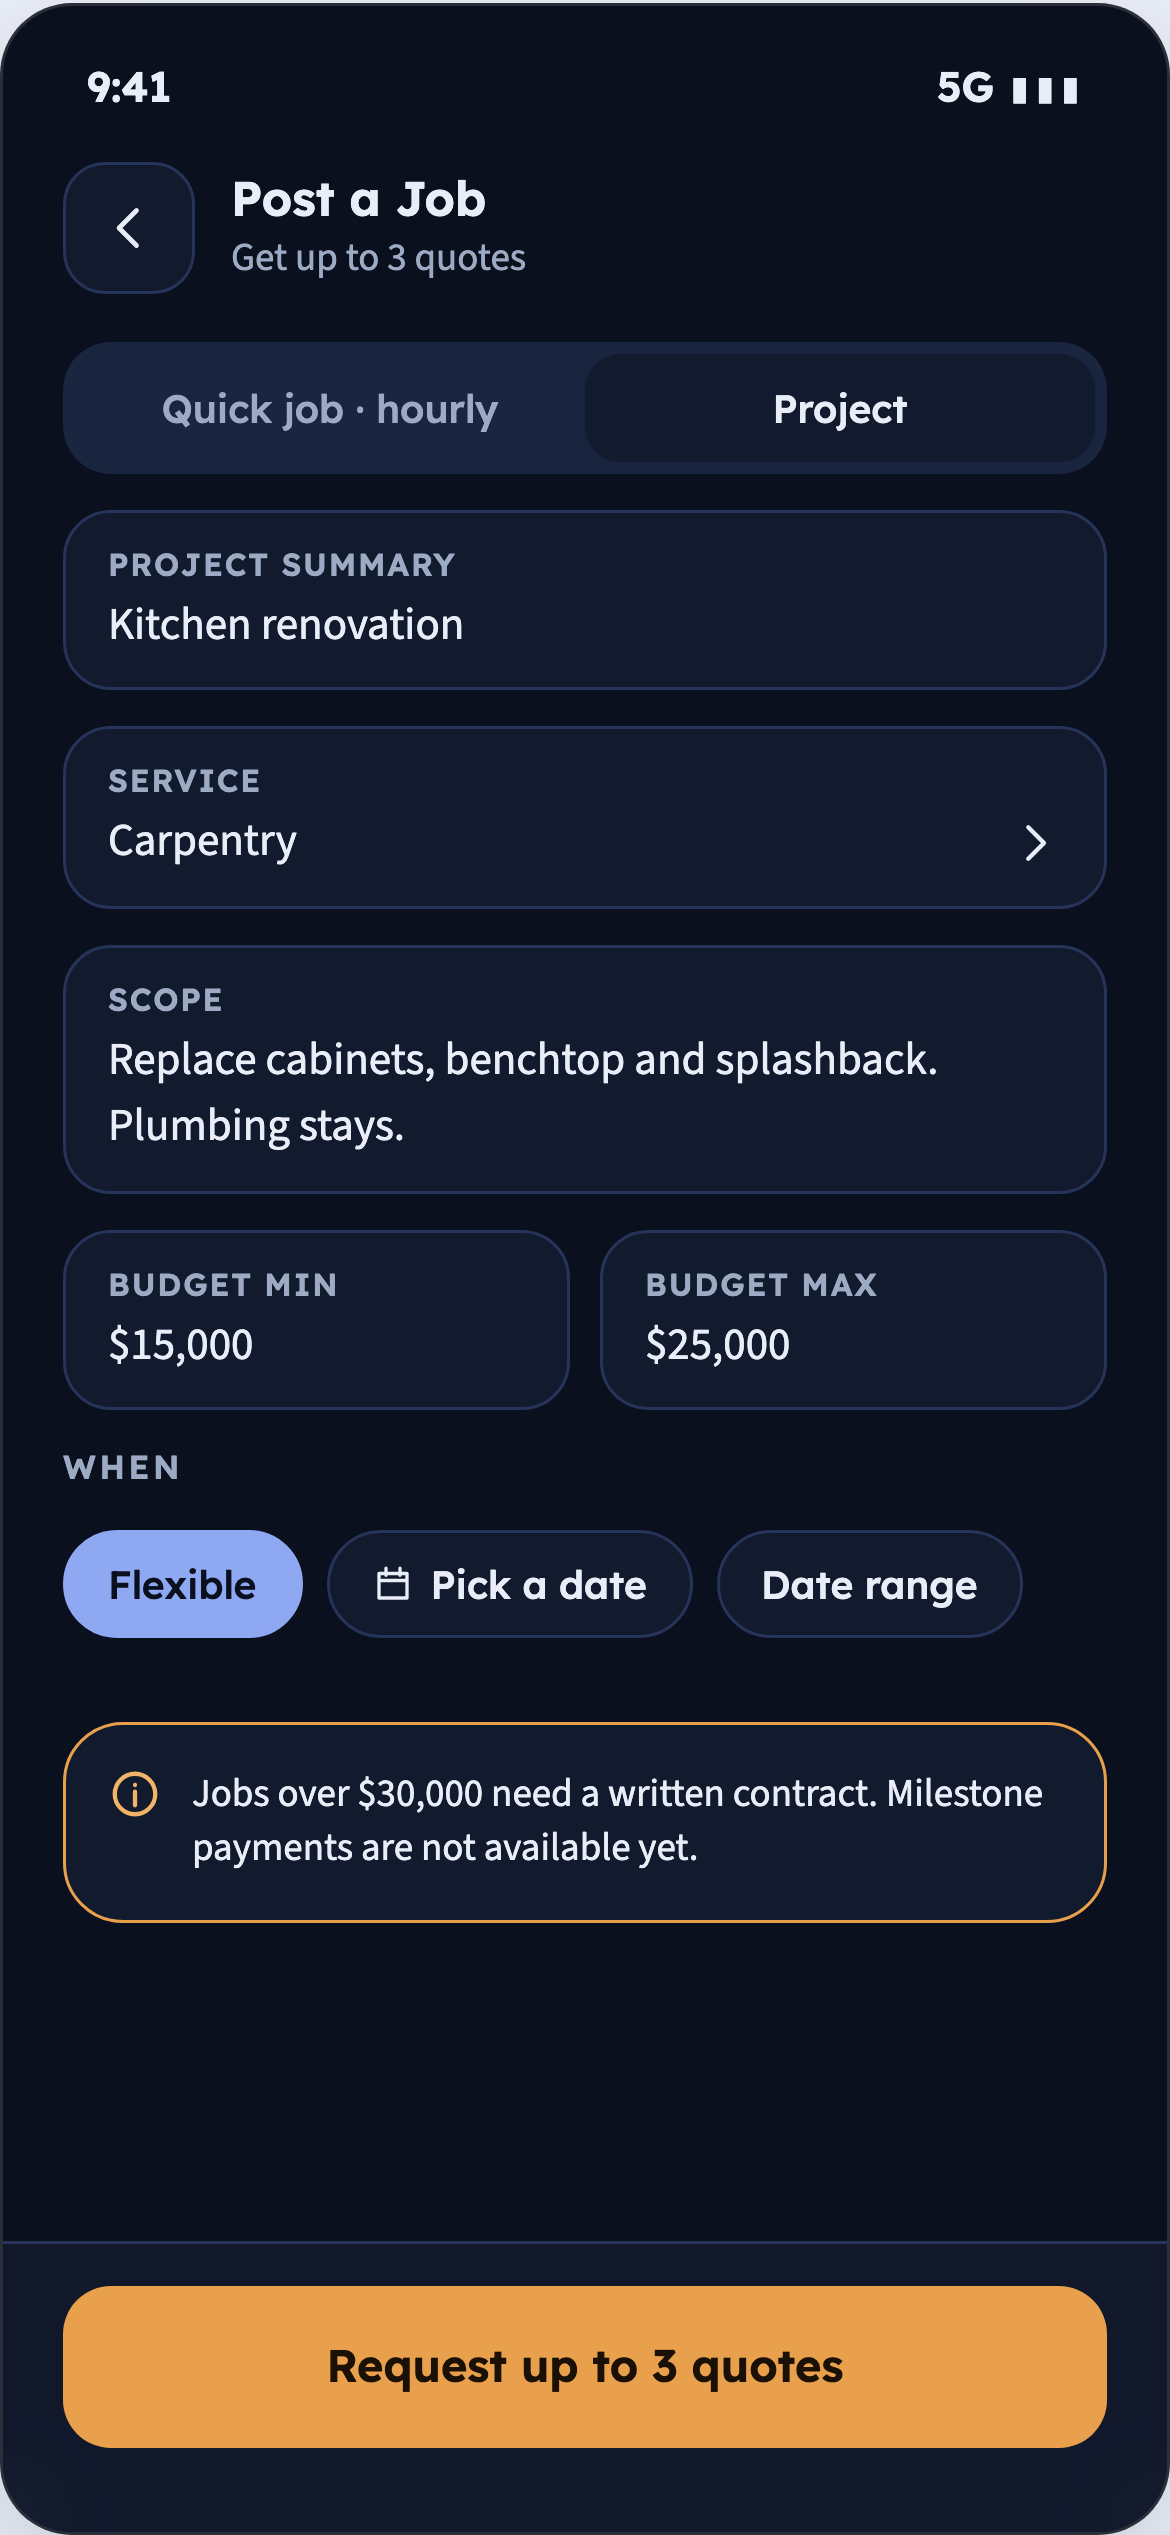 9:41
5G
Post a Job
Get up to 3 quotes
Quick job · hourly
Project
PROJECT SUMMARY
Kitchen renovation
SERVICE
Carpentry
SCOPE
Replace cabinets, benchtop and splashback.
Plumbing stays.
BUDGET MIN
$15,000
BUDGET MAX
$25,000
WHEN
Flexible
Pick a date
Date range
Jobs over $30,000 need a written contract. Milestone
payments are not available yet.
Request up to 3 quotes